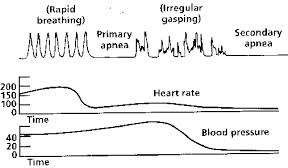 (Rapid
breathing)
Primary
apnea
(Irregular
gasping)
Secondary
apnea
200
150
100
0
Heart rate
Time
40
20
0
Blood pressure
Time